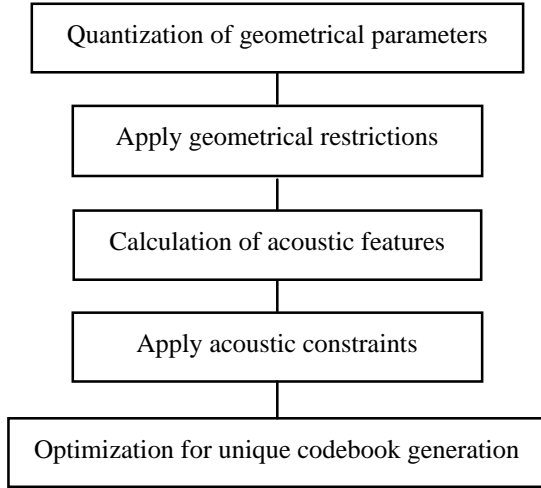 Quantization of geometrical parameters
Apply geometrical restrictions
Calculation of acoustic features
Apply acoustic constraints
Optimization for unique codebook generation